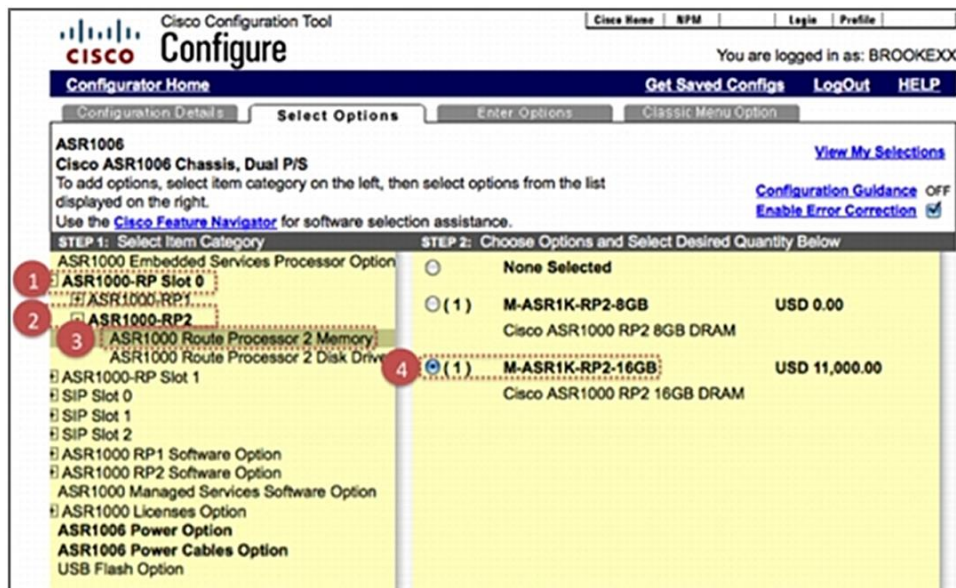 Cisco Configuration Tool
cisco
Configure
Cisco Home | NPM | Login | Profile
You are logged in as: BROOKEXX
Configurator Home
Get Saved Configs LogOut HELP
Configuration Details
Select Options
Enter Options
Classic Menu Option
ASR1006
Cisco ASR1006 Chassis, Dual P/S
To add options, select item category on the left, then select options from the list
displayed on the right.
Use the Cisco Feature Navigator for software selection assistance.
View My Selections
Configuration Guidance OFF
Enable Error Correction
STEP 1: Select Item Category
ASR1000 Embedded Services Processor Option
1 ASR1000-RP Slot 0
ASR1000-RP1
2 ASR1000-RP2
3 ASR1000 Route Processor 2 Memory
ASR1000 Route Processor 2 Disk Drive
ASR1000-RP Slot 1
SIP Slot 0
SIP Slot 1
SIP Slot 2
ASR1000 RP1 Software Option
ASR1000 RP2 Software Option
ASR1000 Managed Services Software Option
ASR1000 Licenses Option
ASR1006 Power Option
ASR1006 Power Cables Option
USB Flash Option
STEP 2: Choose Options and Select Desired Quantity Below
None Selected
(1) M-ASR1K-RP2-8GB USD 0.00
Cisco ASR1000 RP2 8GB DRAM
4 (1) M-ASR1K-RP2-16GB USD 11,000.00
Cisco ASR1000 RP2 16GB DRAM